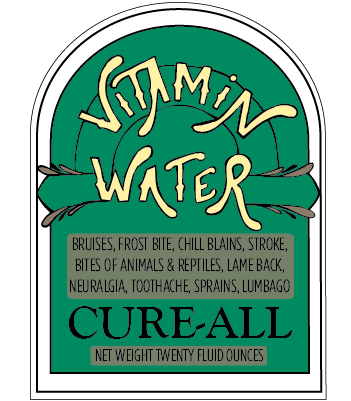 VITAMIN
WATER
BRUISES, FROST BITE, CHILL BLAINS, STROKE,
BITES OF ANIMALS & REPTILES, LAME BACK,
NEURALGIA, TOOTHACHE, SPRAINS, LUMBAGO
CURE-ALL
NET WEIGHT TWENTY FLUID OUNCES